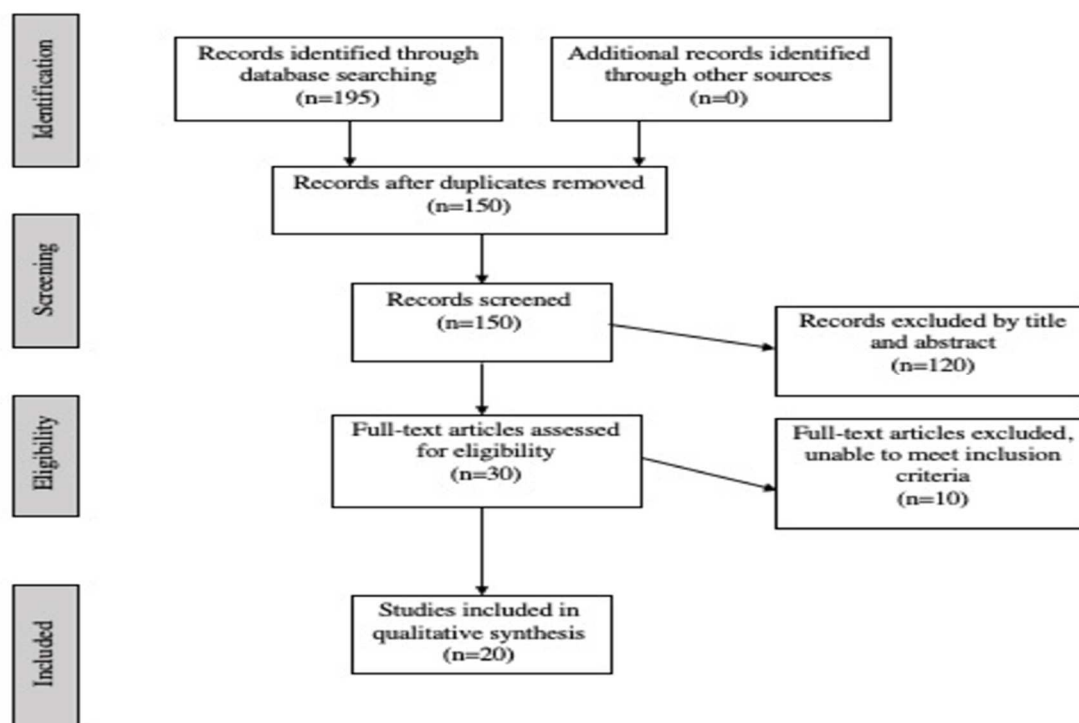 Identification
Records identified through
database searching
(n=195)
Additional records identified
through other sources
(n=0)
Records after duplicates removed
(n=150)
Screening
Records screened
(n=150)
Records excluded by title
and abstract
(n=120)
Eligibility
Full-text articles assessed
for eligibility
(n=30)
Full-text articles excluded,
unable to meet inclusion
criteria
(n=10)
Included
Studies included in
qualitative synthesis
(n=20)